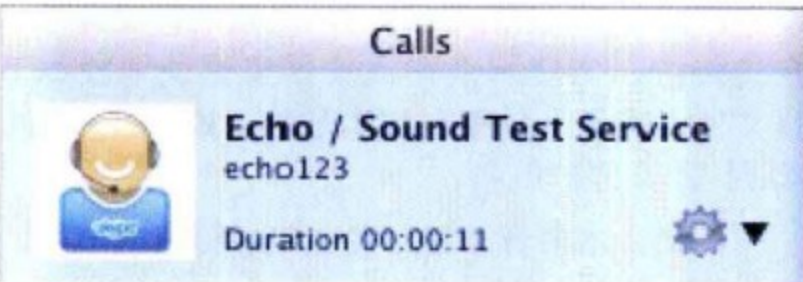 Calls
Echo / Sound Test Service
echo123
Duration 00:00:11